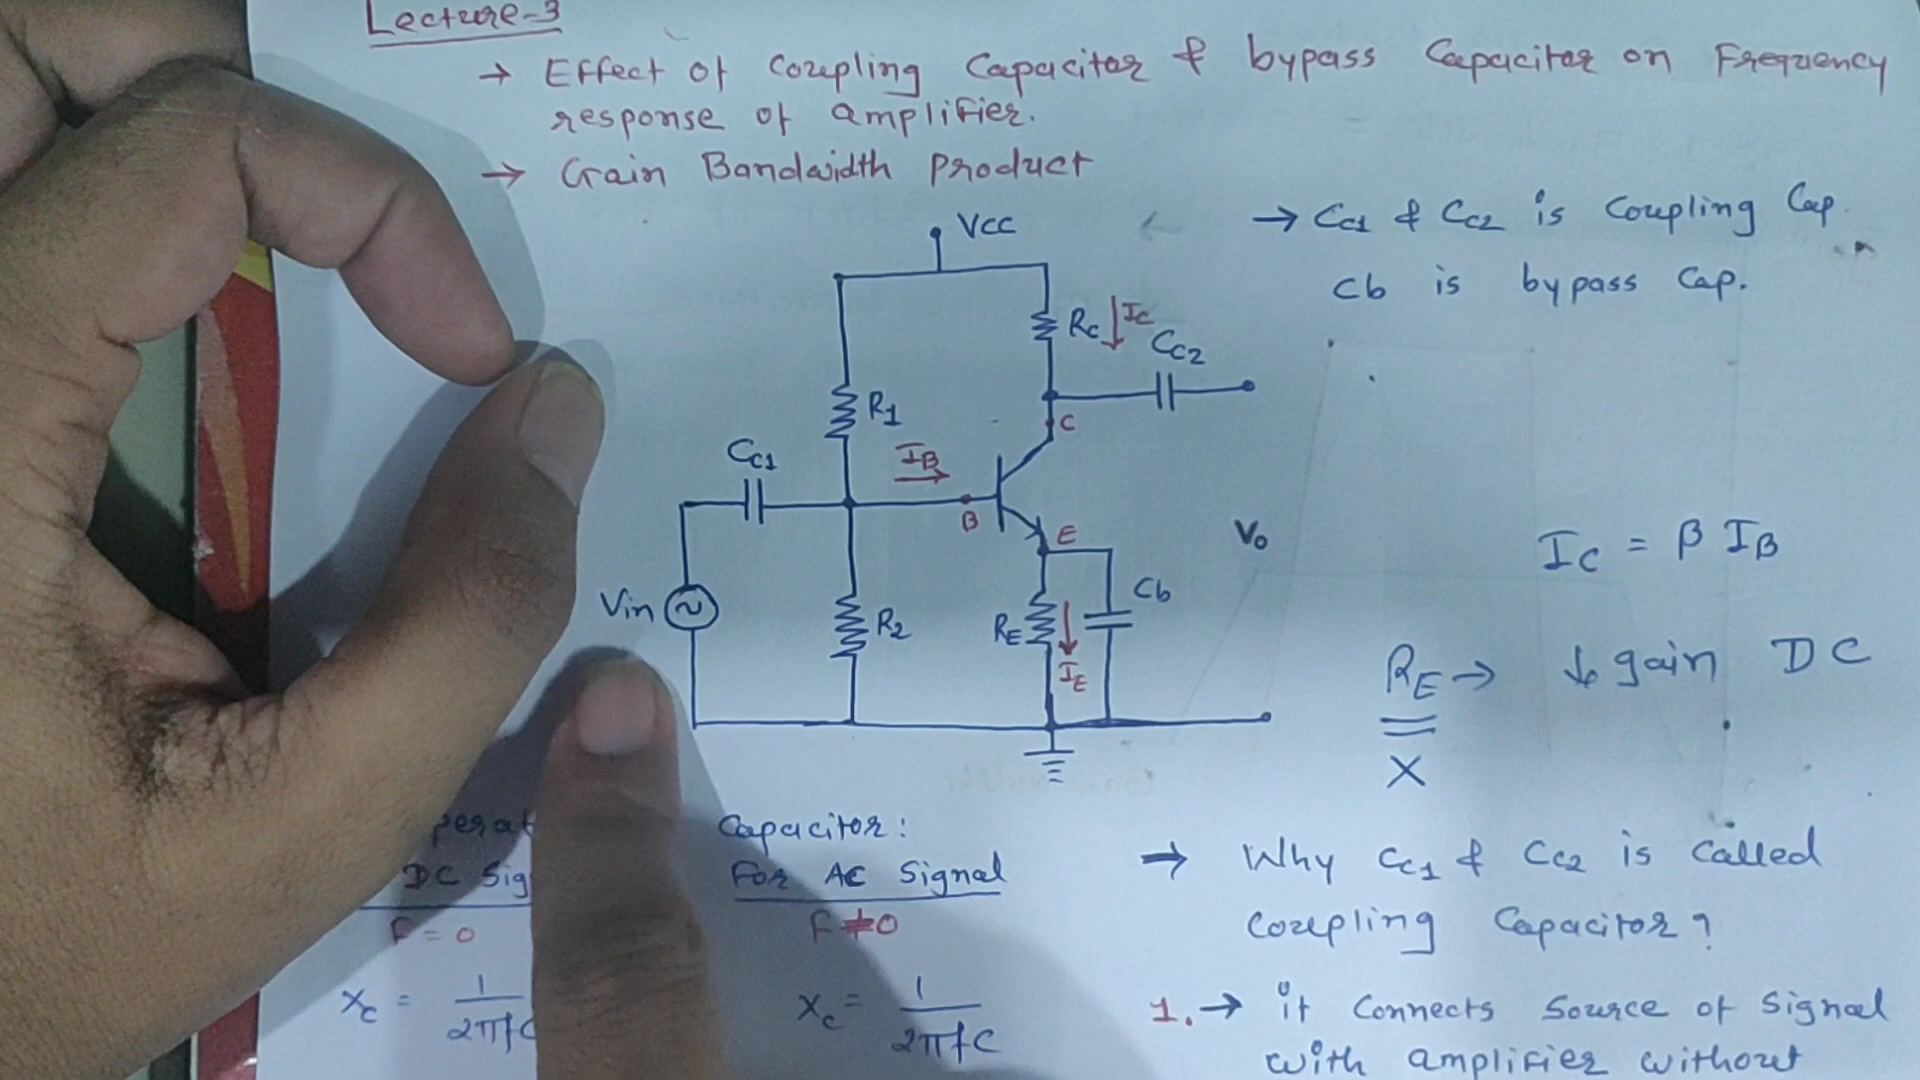 Lecture-3
→ Effect of Coupling Capacitor & bypass Capacitor on Frequency
response of amplifier.
→ Gain Bandwidth Product
→ Cc1 & Cc2 is Coupling Cap.
Cb is bypass Cap.
VCC
RC ↓ IC
CC2
R1
C
CC1
IB
B
E
Vo
IC = β IB
Vin
R2
RE
IE
Cb
RE → ↓ gain DC
X
Capacitor:
DC Sig
For AC Signal
F = 0
F ≠ 0
Xc = 1/2πfC
Xc = 1/2πfC
→ Why Cc1 & Cc2 is Called
Coupling Capacitor?
1. → it Connects Source of Signal
with amplifier without